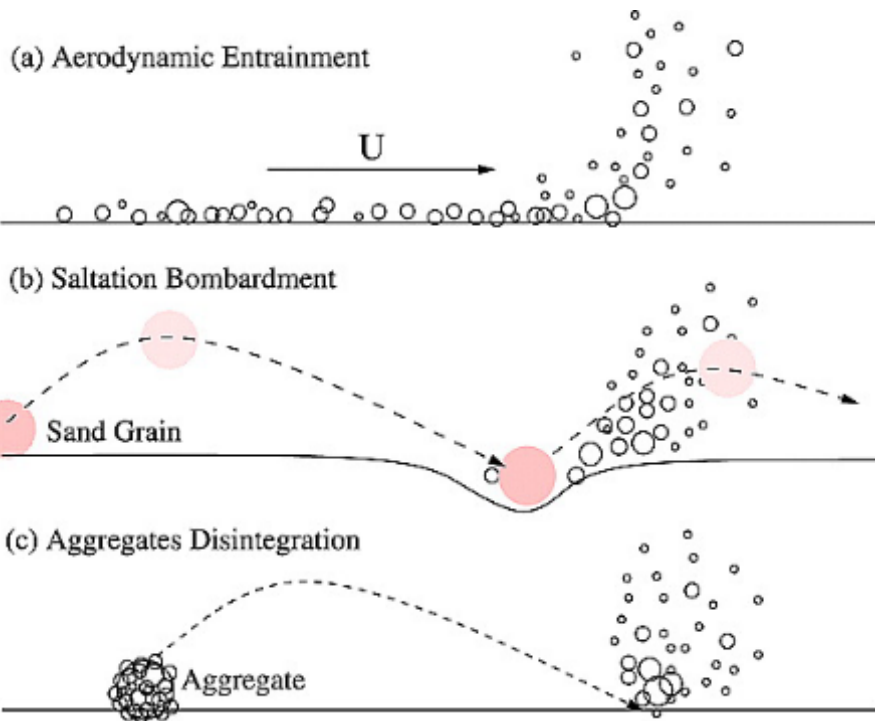 (a) Aerodynamic Entrainment
U
(b) Saltation Bombardment
Sand Grain
(c) Aggregates Disintegration
Aggregate